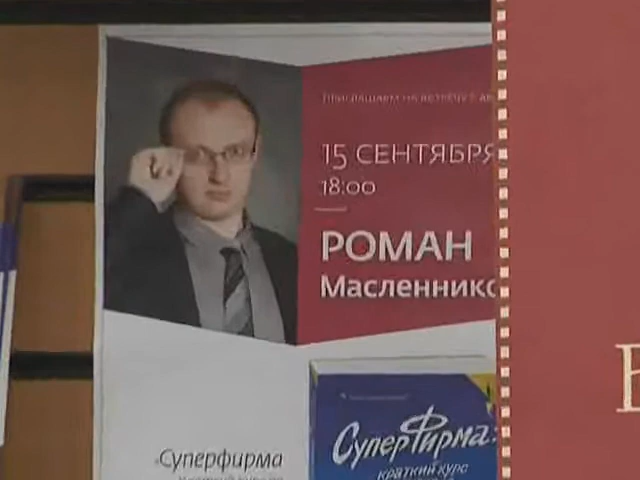 ПРИГЛАШАЕМ НА ВСТРЕЧУ С
15 СЕНТЯБРЯ
18:00
РОМАН
Масленнико
СуперФирма:
краткий курс
«Суперфирма